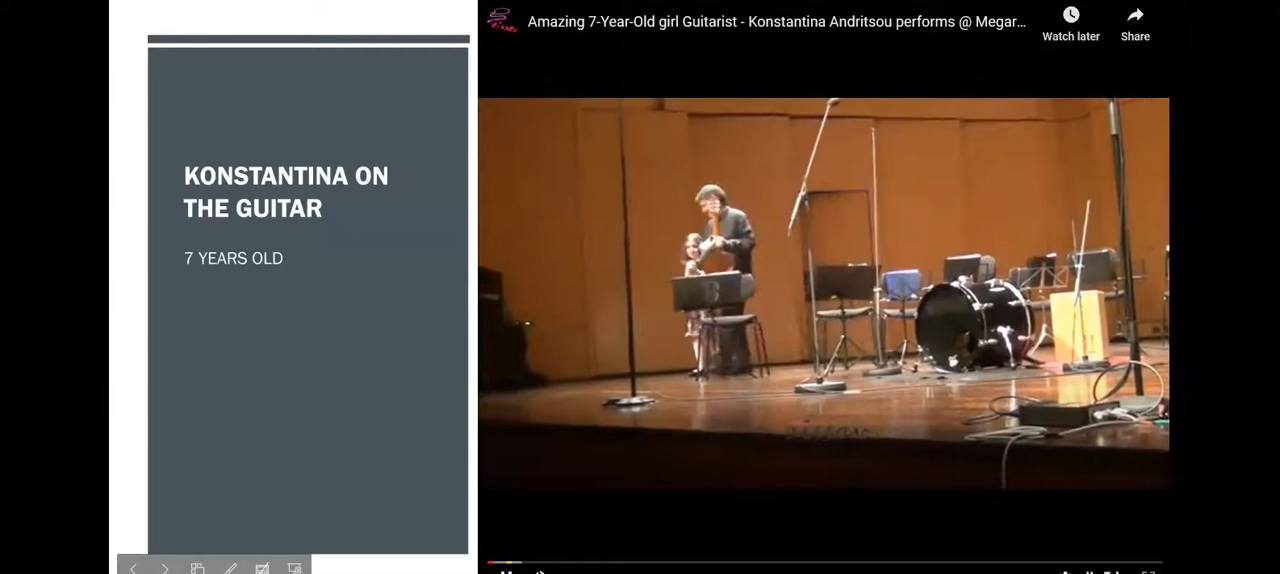 KONSTANTINA ON
THE GUITAR
7 YEARS OLD
Amazing 7-Year-Old girl Guitarist - Konstantina Andritsou performs @ Megar...
Watch later
Share